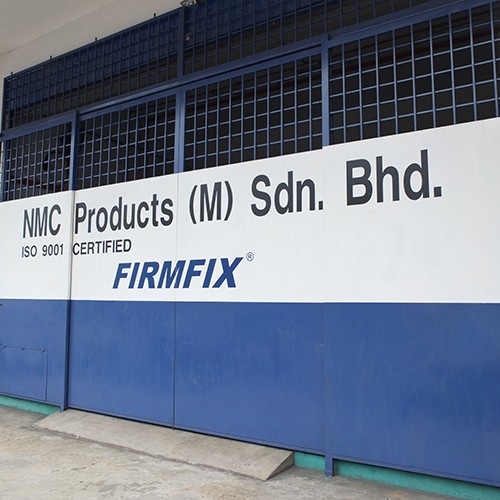 NMC Products (M) Sdn. Bhd.
ISO 9001 CERTIFIED
FIRMFIX®